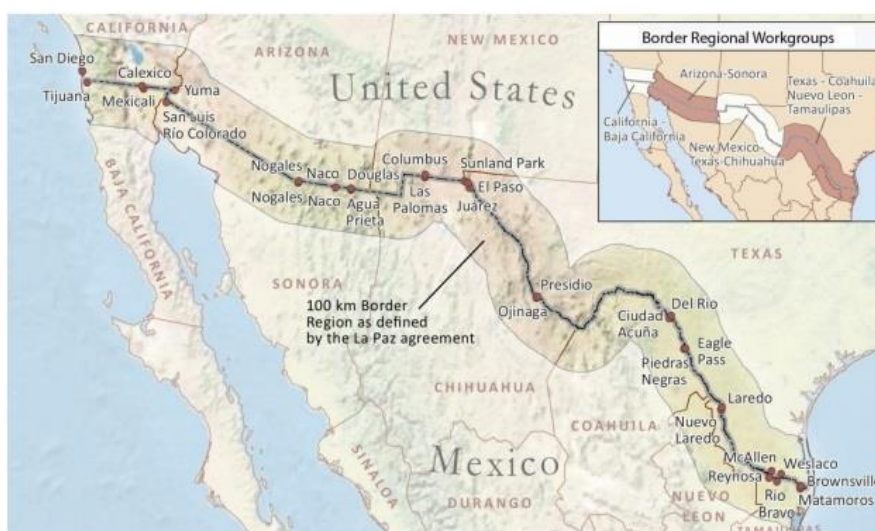 CALIFORNIA
ARIZONA
NEW MEXICO
San Diego
Tijuana
Calexico
Mexicali
Yuma
San Luis
Río Colorado
United States
Nogales
Nogales
Naco
Naco
Douglas
Agua
Prieta
Columbus
Las
Palomas
Sunland Park
El Paso
Juárez
BAJA CALIFORNIA
SONORA
TEXAS
100 km Border
Region as defined
by the La Paz agreement
Presidio
Ojinaga
Ciudad
Acuña
Del Rio
Eagle
Pass
Piedras
Negras
CHIHUAHUA
COAHUILA
Laredo
Nuevo
Laredo
Mexico
SINALOA
DURANGO
McAllen
Reynosa
Weslaco
Brownsville
Rio
Bravo
Matamoros
NUEVO
LEON
TAMAULIPAS
Border Regional Workgroups
Arizona-Sonora
Texas - Coahuila
Nuevo Leon -
Tamaulipas
California -
Baja California
New Mexico-
Texas-Chihuahua